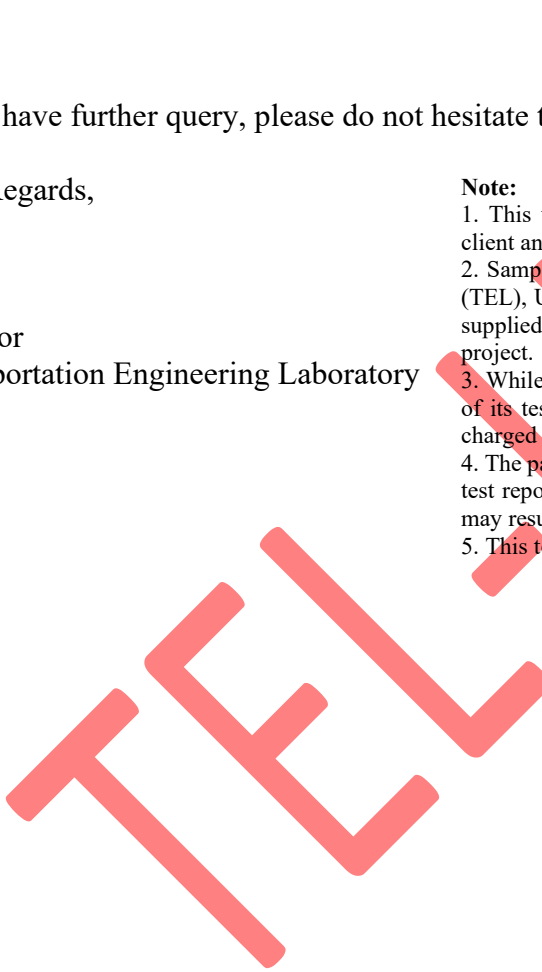 have further query, please do not hesitate
egards,
or
portation Engineering Laboratory
Note:
1. This
client an
2. Samp
(TEL), U
supplied
project.
3. While
of its tes
charged
4. The pa
test repo
may resu
5. This t
TEL-